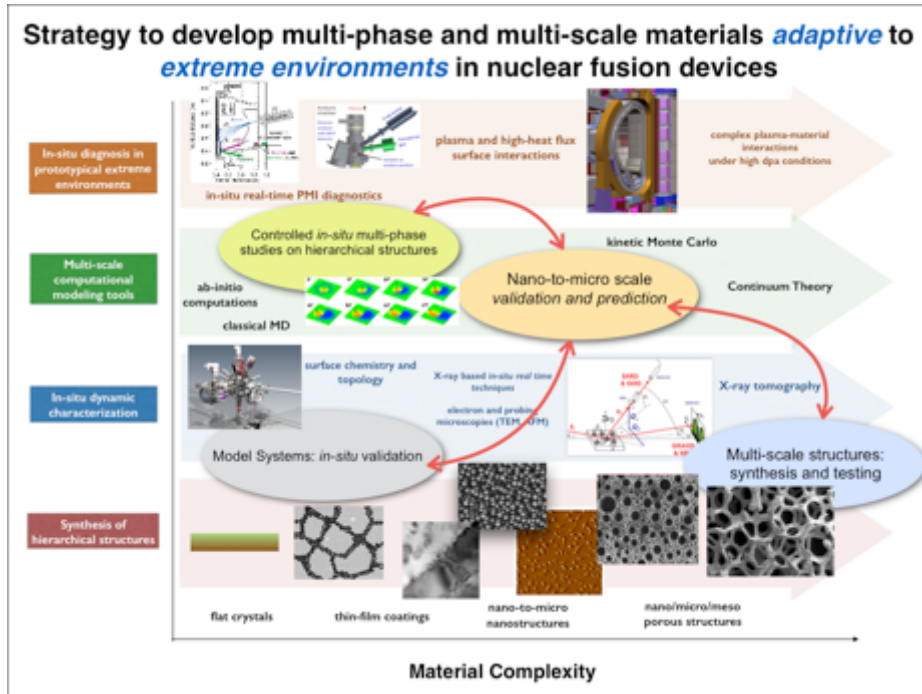 Strategy to develop multi-phase and multi-scale materials adaptive to
extreme environments in nuclear fusion devices
In-situ diagnosis in
prototypical extreme
environments
in-situ real-time PMI diagnostics
plasma and high-heat flux
surface interactions
complex plasma-material
interactions
under high dpa conditions
Controlled in-situ multi-phase
studies on hierarchical structures
Multi-scale
computational
modeling tools
ab-initio
computations
classical MD
Nano-to-micro scale
validation and prediction
kinetic Monte Carlo
Continuum Theory
In-situ dynamic
characterization
surface chemistry and
topology
X-ray based in-situ real time
techniques
electron and probing
microscopies (TEM, AFM)
X-ray tomography
Model Systems: in-situ validation
Multi-scale structures:
synthesis and testing
Synthesis of
hierarchical structures
flat crystals
thin-film coatings
nano-to-micro
nanostructures
nano/micro/meso
porous structures
Material Complexity